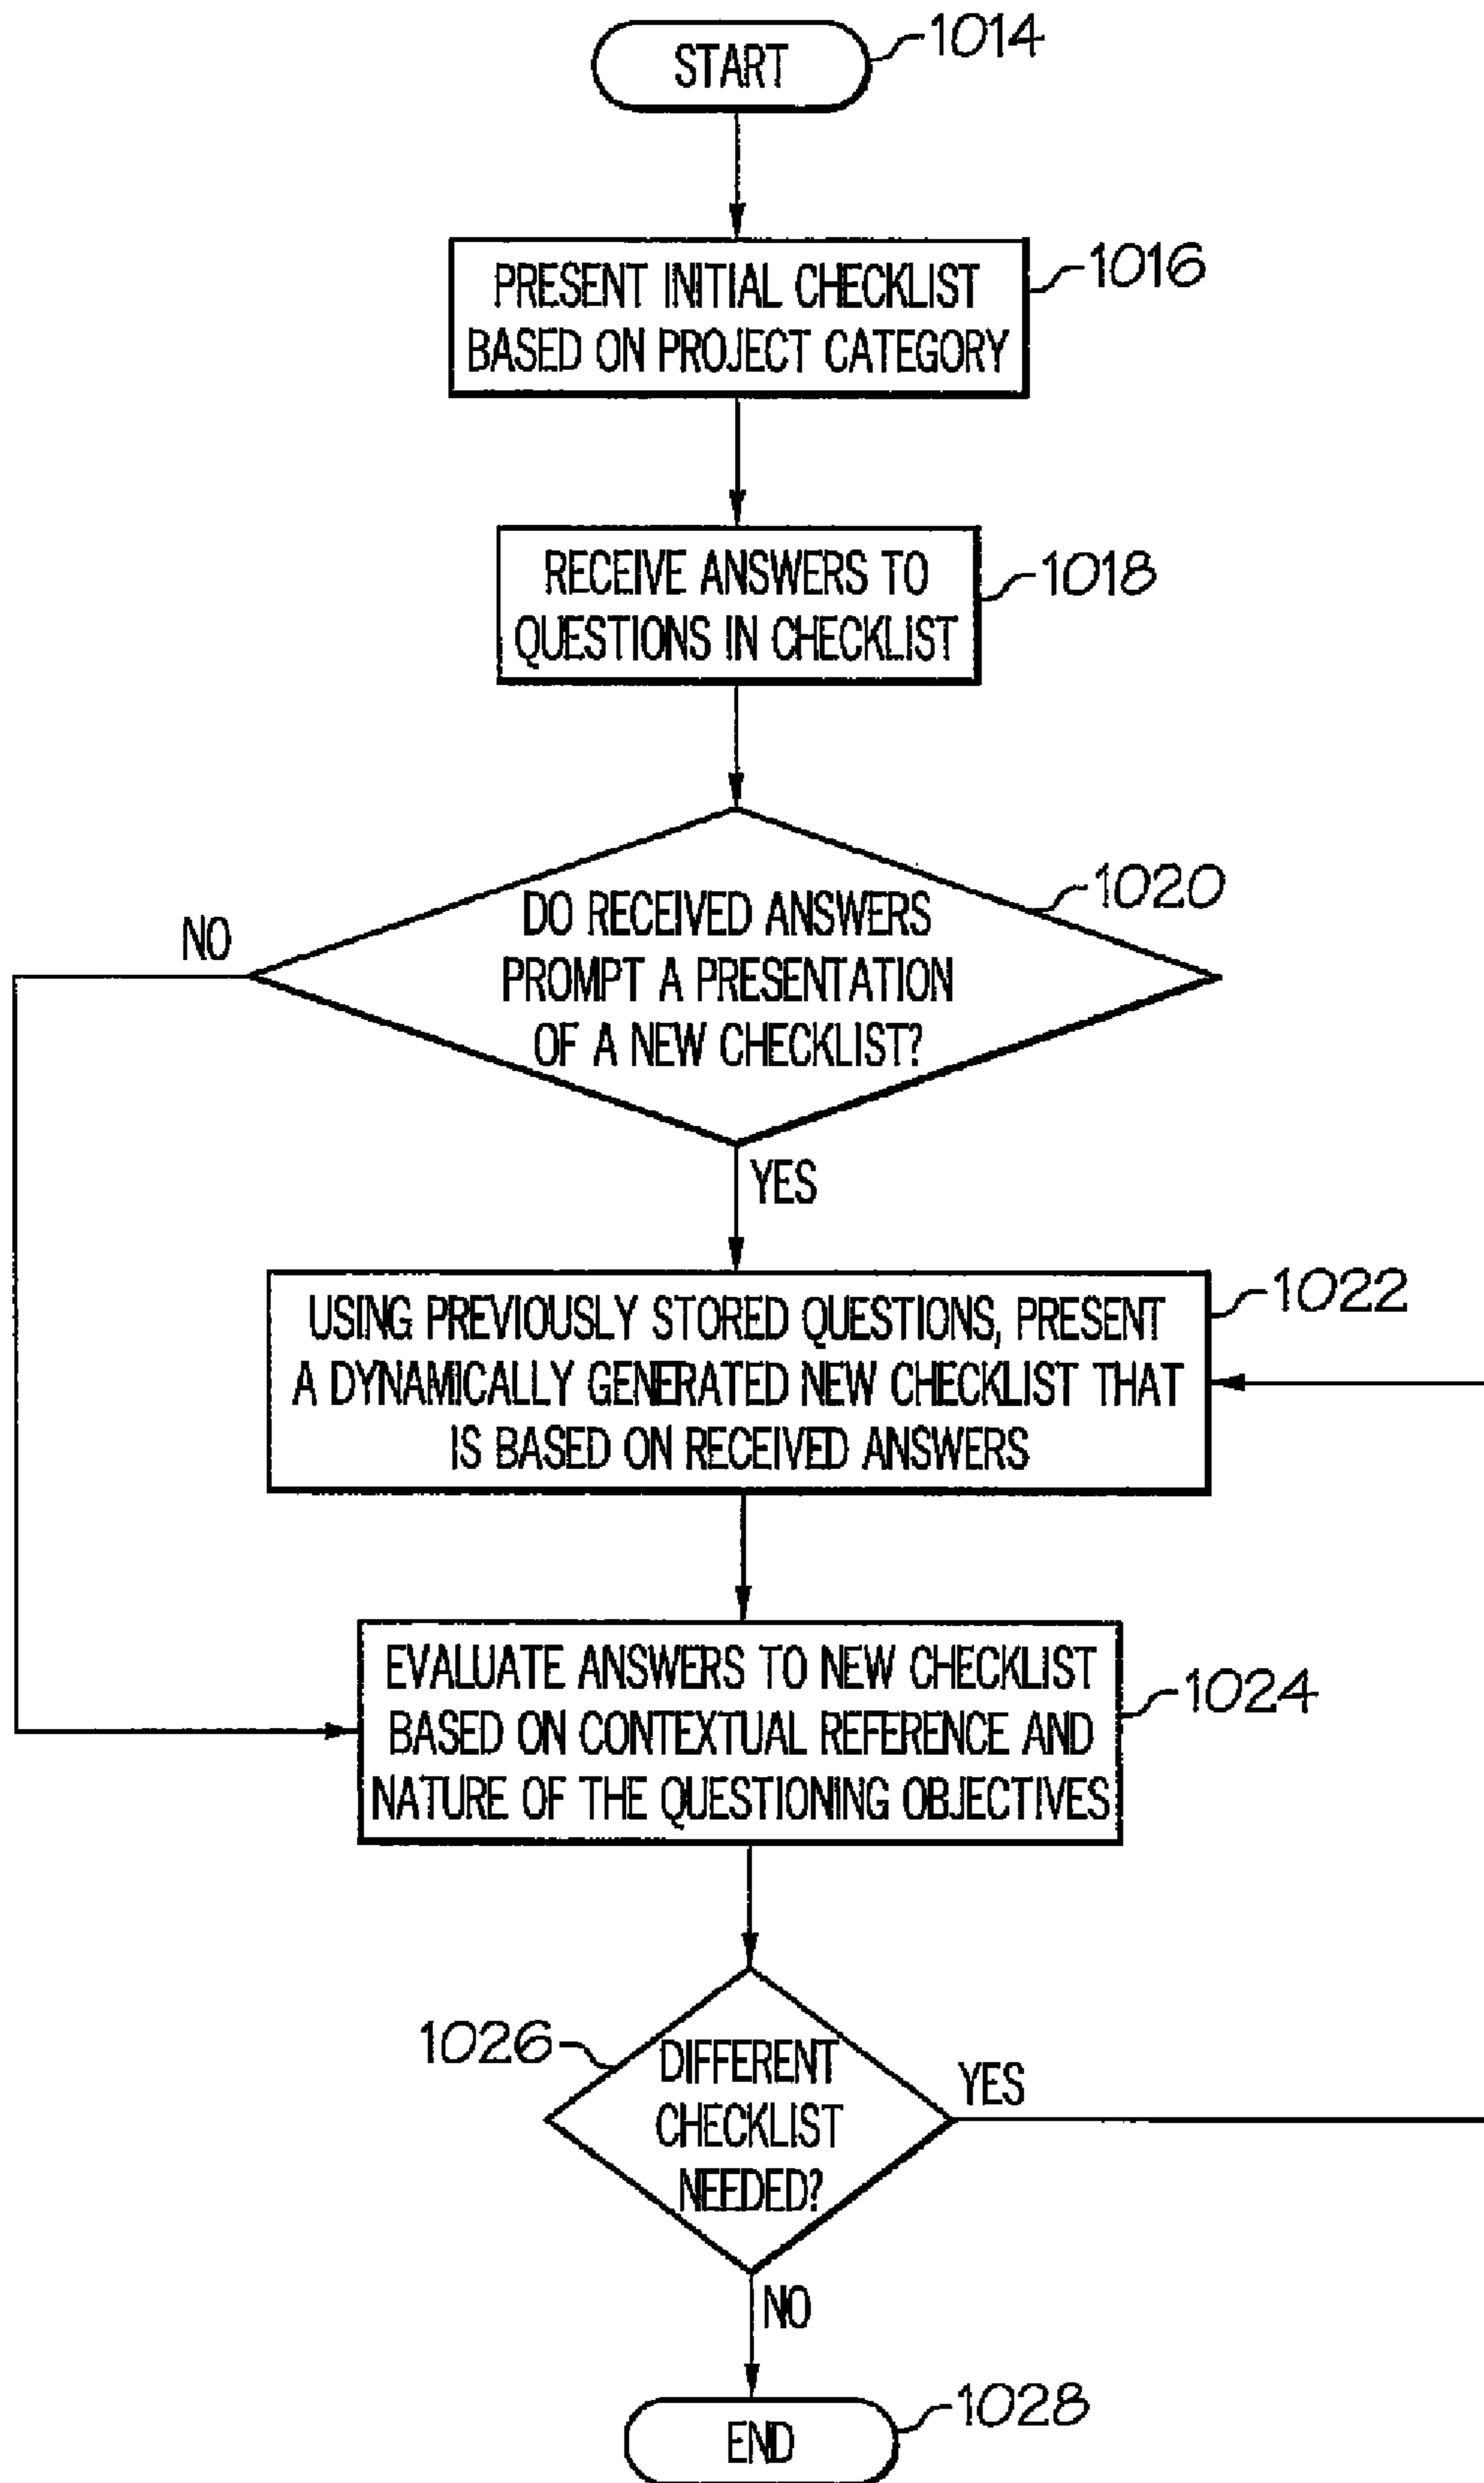 START
1014
PRESENT INITIAL CHECKLIST
BASED ON PROJECT CATEGORY
1016
RECEIVE ANSWERS TO
QUESTIONS IN CHECKLIST
1018
DO RECEIVED ANSWERS
PROMPT A PRESENTATION
OF A NEW CHECKLIST?
1020
NO
YES
USING PREVIOUSLY STORED QUESTIONS, PRESENT
A DYNAMICALLY GENERATED NEW CHECKLIST THAT
IS BASED ON RECEIVED ANSWERS
1022
EVALUATE ANSWERS TO NEW CHECKLIST
BASED ON CONTEXTUAL REFERENCE AND
NATURE OF THE QUESTIONING OBJECTIVES
1024
1026
DIFFERENT
CHECKLIST
NEEDED?
YES
NO
END
1028